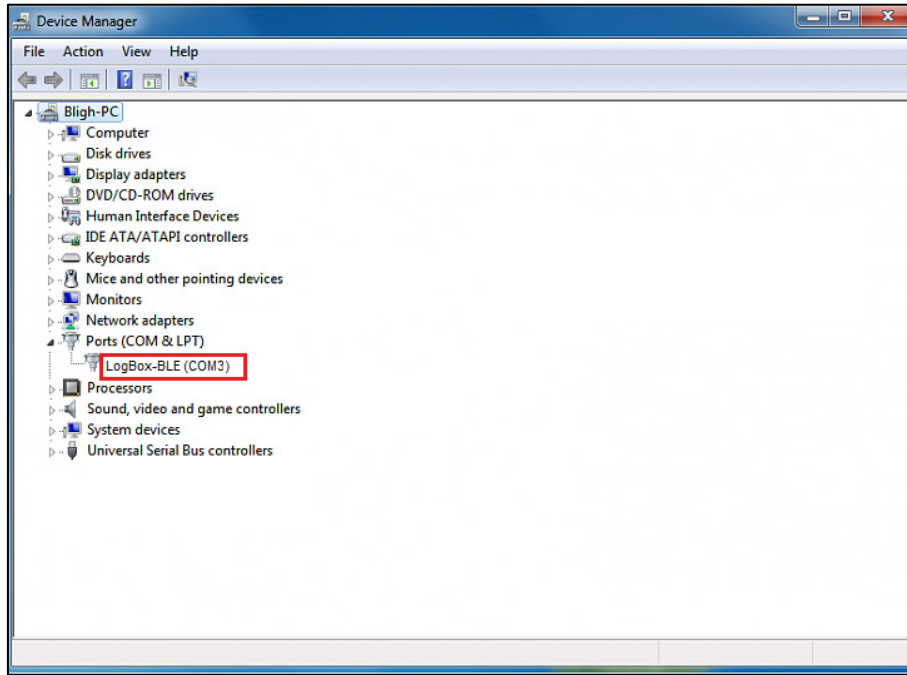 Device Manager
File Action View Help
Bligh-PC
Computer
Disk drives
Display adapters
DVD/CD-ROM drives
Human Interface Devices
IDE ATA/ATAPI controllers
Keyboards
Mice and other pointing devices
Monitors
Network adapters
Ports (COM & LPT)
LogBox-BLE (COM3)
Processors
Sound, video and game controllers
System devices
Universal Serial Bus controllers